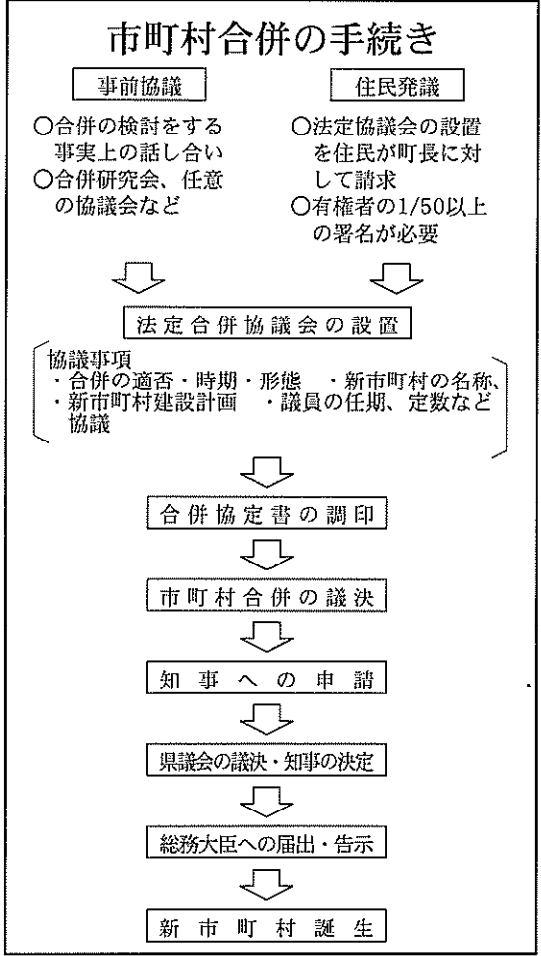 市町村合併の手続き
事前協議
○合併の検討をする
事実上の話し合い
○合併研究会、任意
の協議会など
住民発議
○法定協議会の設置
を住民が町長に対
して請求
○有権者の1/50以上
の署名が必要
法定合併協議会の設置
協議事項
・合併の適否・時期・形態 ・新市町村の名称、
・新市町村建設計画 ・議員の任期、定数など
協議
合併協定書の調印
市町村合併の議決
知事への申請
県議会の議決・知事の決定
総務大臣への届出・告示
新市町村誕生